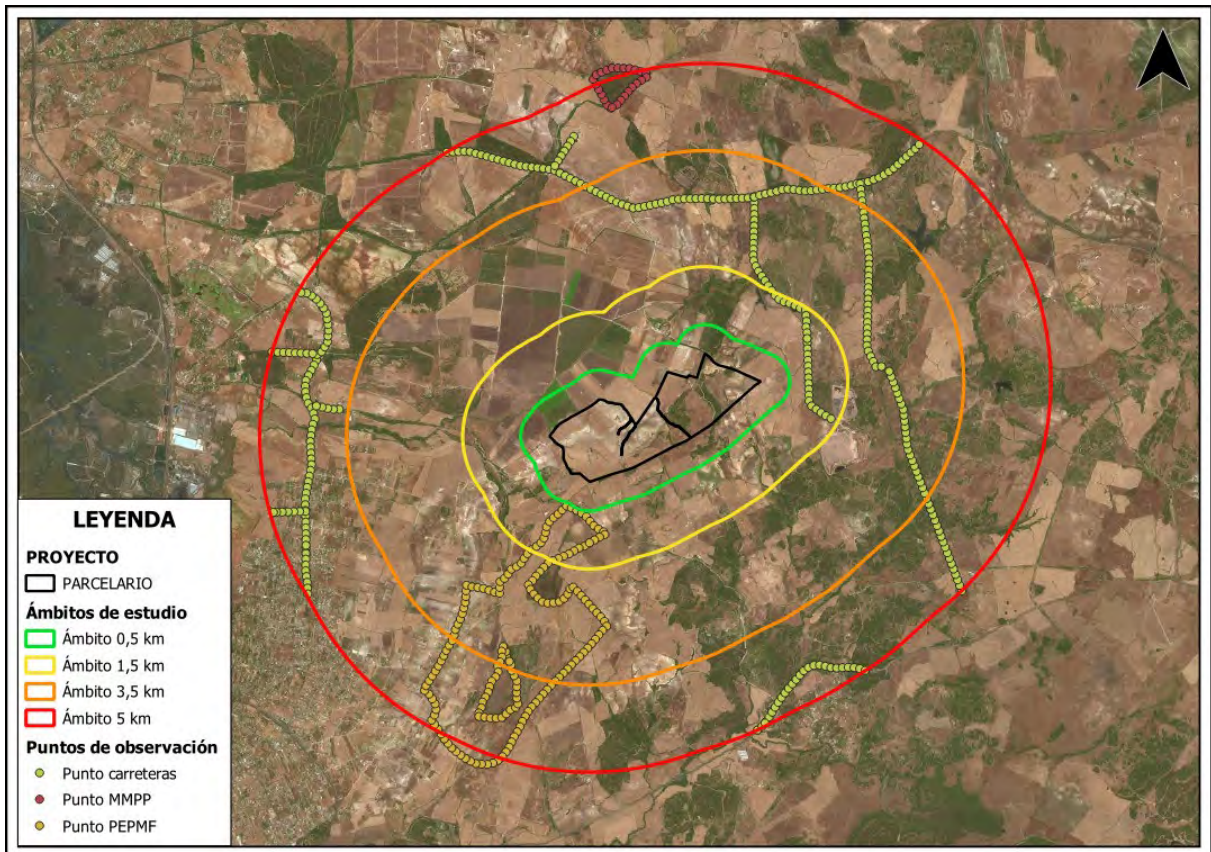 LEYENDA
PROYECTO
PARCELARIO
Ámbitos de estudio
Ámbito 0,5 km
Ámbito 1,5 km
Ámbito 3,5 km
Ámbito 5 km
Puntos de observación
Punto carreteras
Punto MMPP
Punto PEPMF